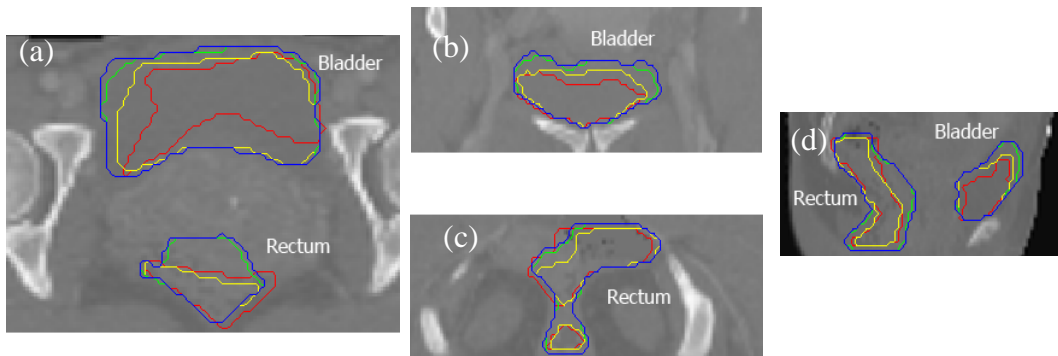 (a)
Bladder
Rectum
(b)
Bladder
(c)
Rectum
(d)
Bladder
Rectum